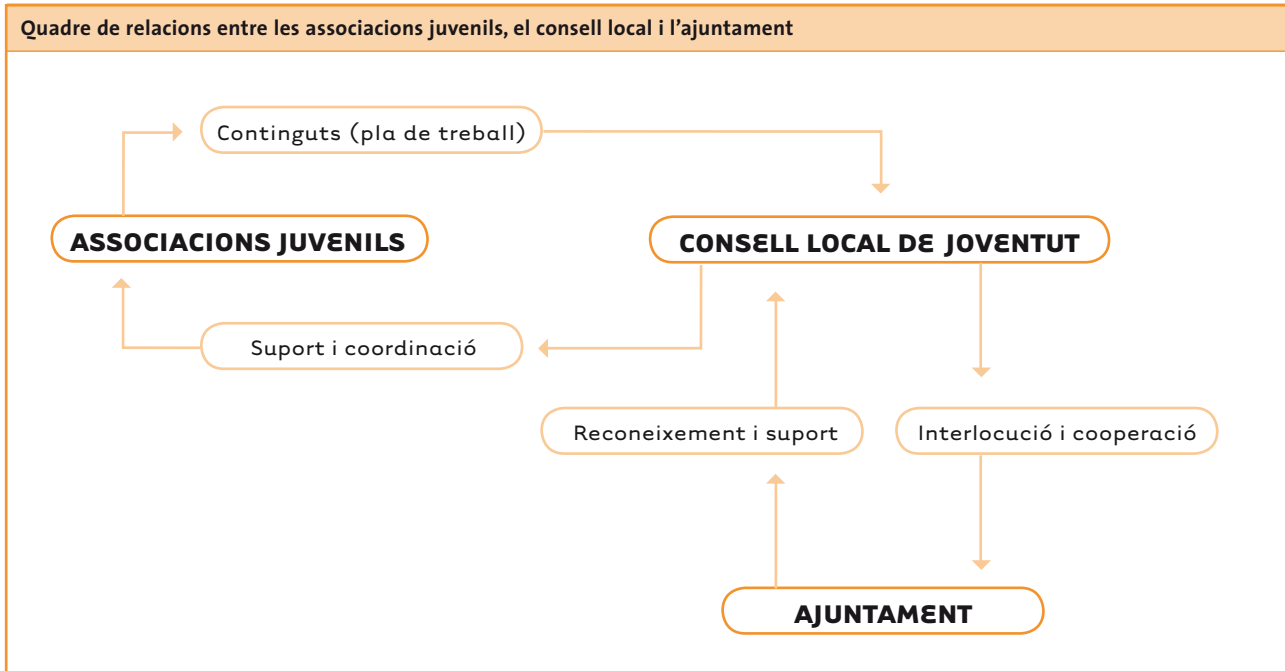 Quadre de relacions entre les associacions juvenils, el consell local i l’ajuntament
Continguts (pla de treball)
ASSOCIACIONS JUVENILS
CONSELL LOCAL DE JOVENTUT
Suport i coordinació
Reconeixement i suport
Interlocució i cooperació
AJUNTAMENT